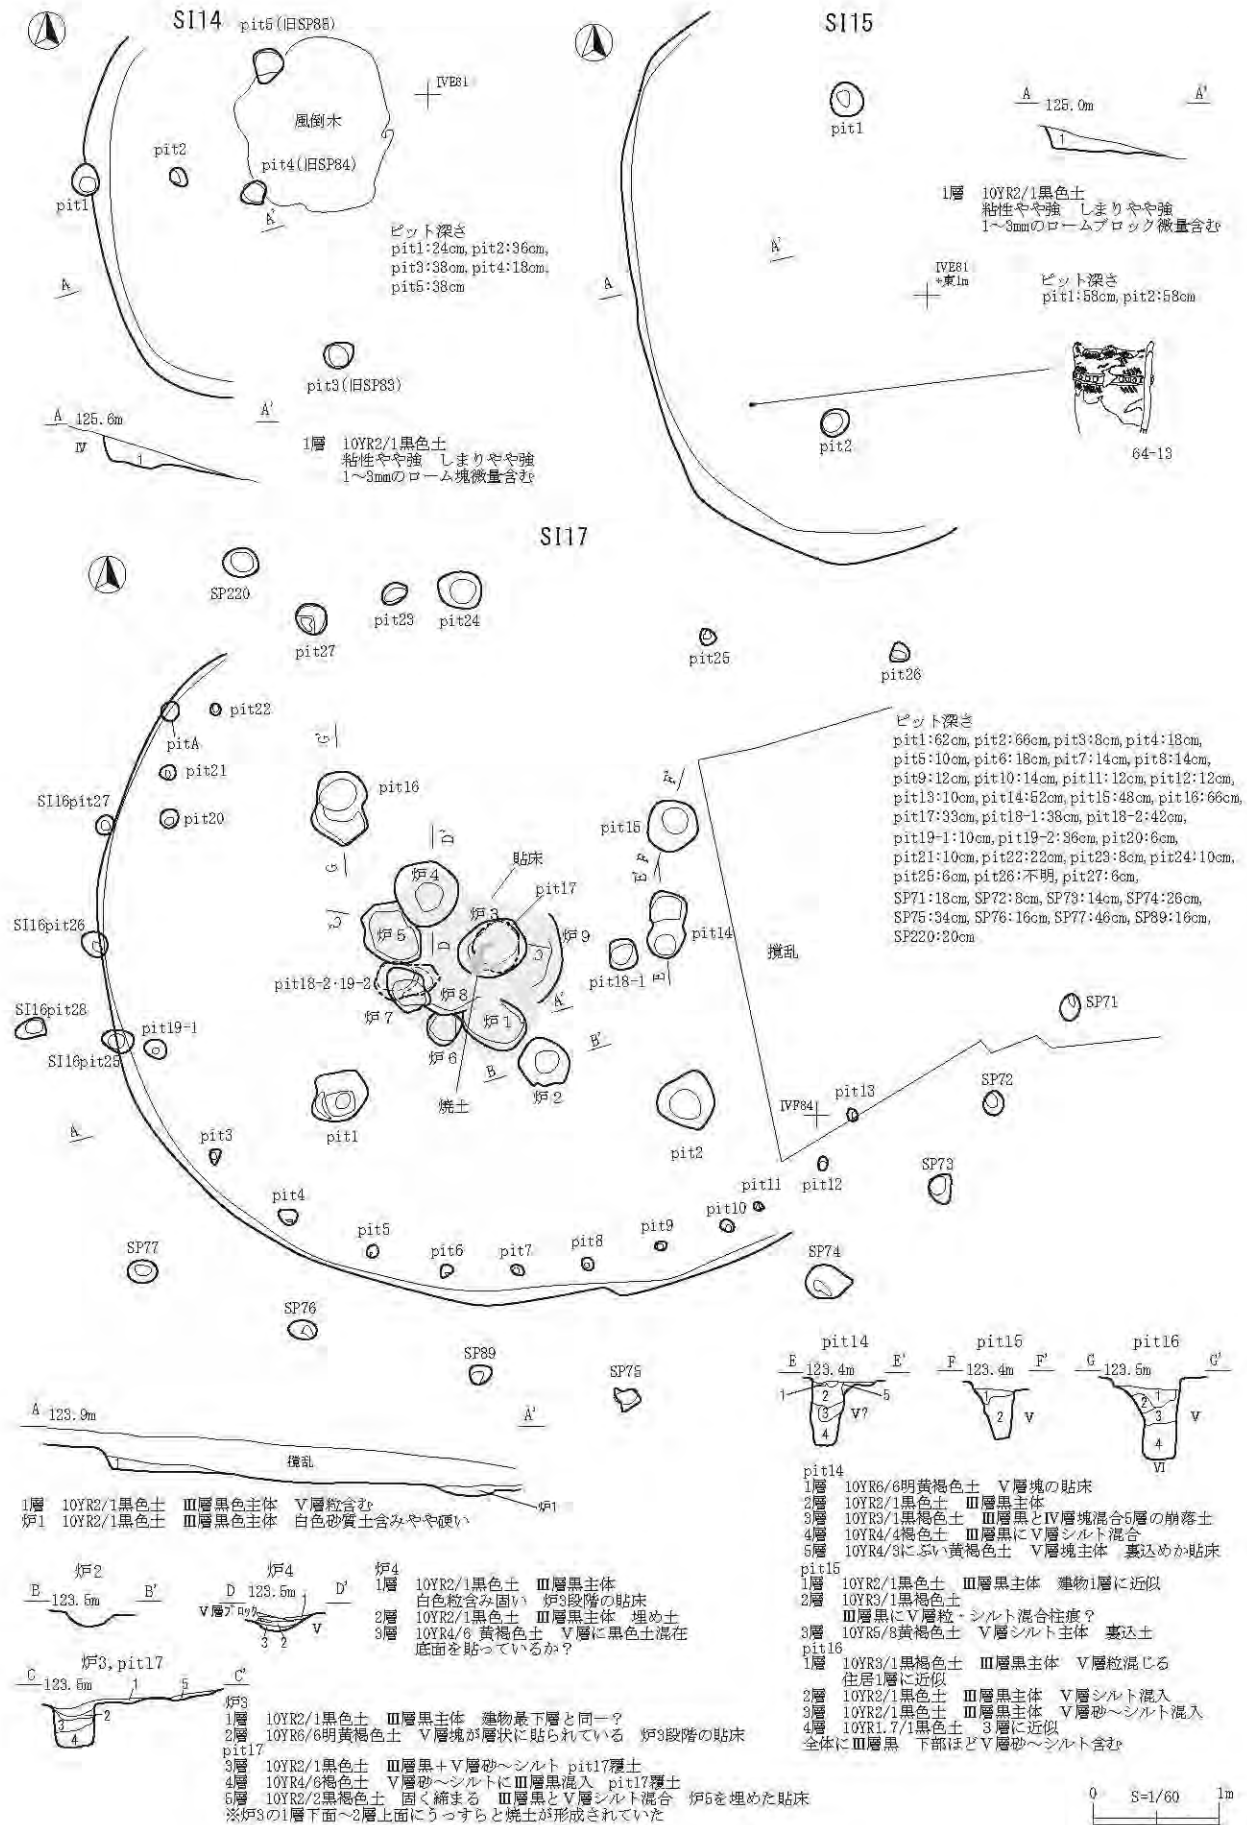 SI14
pit5(旧SP85)
IVE81
風倒木
pit2
pit4(旧SP84)
pit1
A'
ピット深さ
pit1:24cm, pit2:36cm,
pit3:38cm, pit4:18cm,
pit5:38cm
A
pit3(旧SP83)
A 125.6m
A'
IV
1
1層 10YR2/1黒色土
粘性やや強 しまりやや強
1～3mmのローム塊微量含む
SI15
pit1
A 125.0m
A'
1
1層 10YR2/1黒色土
粘性やや強 しまりやや強
1～3mmのロームブロック微量含む
A'
A
IVE81
*東1m
ピット深さ
pit1:58cm, pit2:58cm
pit2
64-13
SI17
SP220
pit27
pit23
pit24
pit25
pit26
pit22
pitA
pit21
SI16pit27
pit20
G'
pit16
G
F'
pit15
F
E'
D'
貼床
pit17
炉4
炉3
炉9
C'
炉5
D
C
pit14
SI16pit26
pit18-1
E
pit18-2・19-2
炉8
A'
炉7
炉1
B'
SI16pit28
pit19-1
SI16pit25
炉6
B
炉2
焼土
撹乱
ピット深さ
pit1:62cm, pit2:66cm, pit3:8cm, pit4:18cm,
pit5:10cm, pit6:18cm, pit7:14cm, pit8:14cm,
pit9:12cm, pit10:14cm, pit11:12cm, pit12:12cm,
pit13:10cm, pit14:52cm, pit15:48cm, pit16:66cm,
pit17:33cm, pit18-1:38cm, pit18-2:42cm,
pit19-1:10cm, pit19-2:36cm, pit20:6cm,
pit21:10cm, pit22:22cm, pit23:8cm, pit24:10cm,
pit25:6cm, pit26:不明, pit27:6cm,
SP71:18cm, SP72:8cm, SP73:14cm, SP74:26cm,
SP75:34cm, SP76:16cm, SP77:46cm, SP89:16cm,
SP220:20cm
SP71
SP72
IVF84
pit13
A
pit1
pit2
pit3
pit12
SP73
pit4
pit11
pit10
pit5
pit6
pit7
pit8
pit9
SP77
SP74
SP76
SP89
SP75
A 123.9m
A'
1
撹乱
炉1
1層 10YR2/1黒色土 Ⅲ層黒色主体 Ⅴ層粒含む
炉1 10YR2/1黒色土 Ⅲ層黒色主体 白色砂質土含みやや硬い
炉2
B 123.5m B'
炉4
D 123.5m D'
Ⅴ層ブロック
1
3 2
V
炉4
1層 10YR2/1黒色土 Ⅲ層黒主体
白色粒含み固い 炉3段階の貼床
2層 10YR2/1黒色土 Ⅲ層黒主体 埋め土
3層 10YR4/6 黄褐色土 Ⅴ層に黒色土混在
底面を貼っているか？
炉3, pit17
C 123.5m C'
1 5
2
3
4
炉3
1層 10YR2/1黒色土 Ⅲ層黒主体 建物最下層と同一？
2層 10YR6/6明黄褐色土 Ⅴ層塊が層状に貼られている 炉3段階の貼床
pit17
3層 10YR2/1黒色土 Ⅲ層黒＋Ⅴ層砂～シルト pit17覆土
4層 10YR4/6褐色土 Ⅴ層砂～シルトにⅢ層黒混入 pit17覆土
5層 10YR2/2黒褐色土 固く締まる Ⅲ層黒とⅤ層シルト混合 炉5を埋めた貼床
※炉3の1層下面～2層上面にうっすらと焼土が形成されていた
pit14
E 123.4m E'
1 2 5
3 V?
4
pit15
F 123.4m F'
1
2 V
pit16
G 123.5m G'
1
2
3 V
4
VI
pit14
1層 10YR6/6明黄褐色土 Ⅴ層塊の貼床
2層 10YR2/1黒色土 Ⅲ層黒主体
3層 10YR3/1黒褐色土 Ⅲ層黒とⅣ層塊混合5層の崩落土
4層 10YR4/4褐色土 Ⅲ層黒にⅤ層シルト混合
5層 10YR4/3にぶい黄褐色土 Ⅴ層塊主体 裏込めか貼床
pit15
1層 10YR2/1黒色土 Ⅲ層黒主体 建物1層に近似
2層 10YR3/1黒褐色土
Ⅲ層黒にⅤ層粒・シルト混合柱痕？
3層 10YR5/8黄褐色土 Ⅴ層シルト主体 裏込土
pit16
1層 10YR3/1黒褐色土 Ⅲ層黒主体 Ⅴ層粒混じる
住居1層に近似
2層 10YR2/1黒色土 Ⅲ層黒主体 Ⅴ層シルト混入
3層 10YR2/1黒色土 Ⅲ層黒主体 Ⅴ層砂～シルト混入
4層 10YR1.7/1黒色土 3層に近似
全体にⅢ層黒 下部ほどⅤ層砂～シルト含む
0 S=1/60 1m